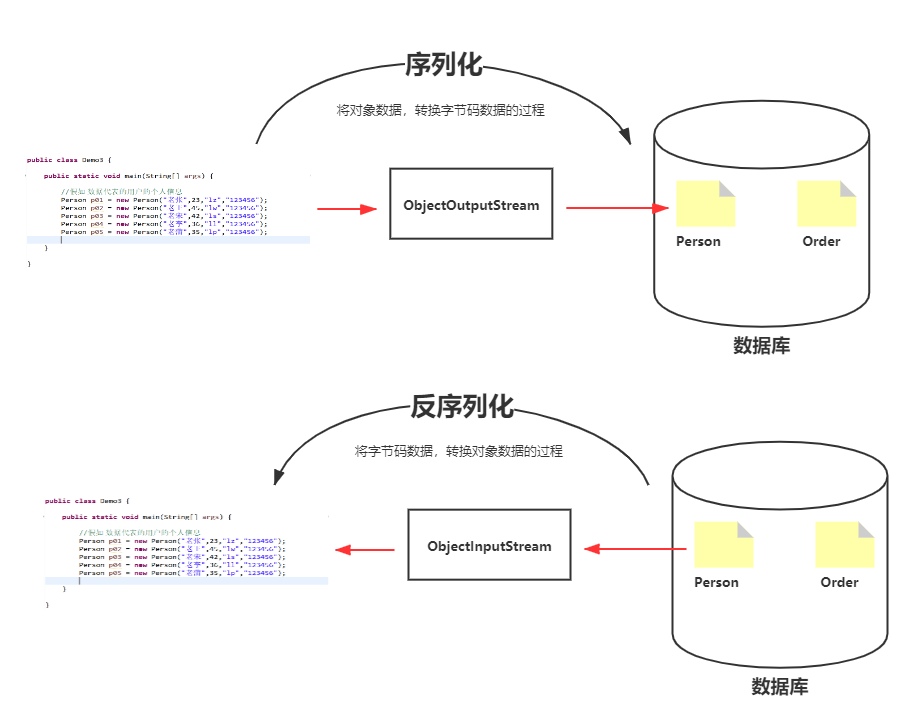 序列化
将对象数据，转换字节码数据的过程
public class Demo3 {
public static void main(String[] args) {
//假如 数据代表的用户的个人信息
Person p01 = new Person("老张",23,"lz","123456");
Person p02 = new Person("老王",45,"lw","123456");
Person p03 = new Person("老宋",42,"ls","123456");
Person p04 = new Person("老李",36,"ll","123456");
Person p05 = new Person("老蒲",35,"lp","123456");
}
}
ObjectOutputStream
Person
Order
数据库
反序列化
将字节码数据，转换对象数据的过程
public class Demo3 {
public static void main(String[] args) {
//假如 数据代表的用户的个人信息
Person p01 = new Person("老张",23,"lz","123456");
Person p02 = new Person("老王",45,"lw","123456");
Person p03 = new Person("老宋",42,"ls","123456");
Person p04 = new Person("老李",36,"ll","123456");
Person p05 = new Person("老蒲",35,"lp","123456");
}
}
ObjectInputStream
Person
Order
数据库